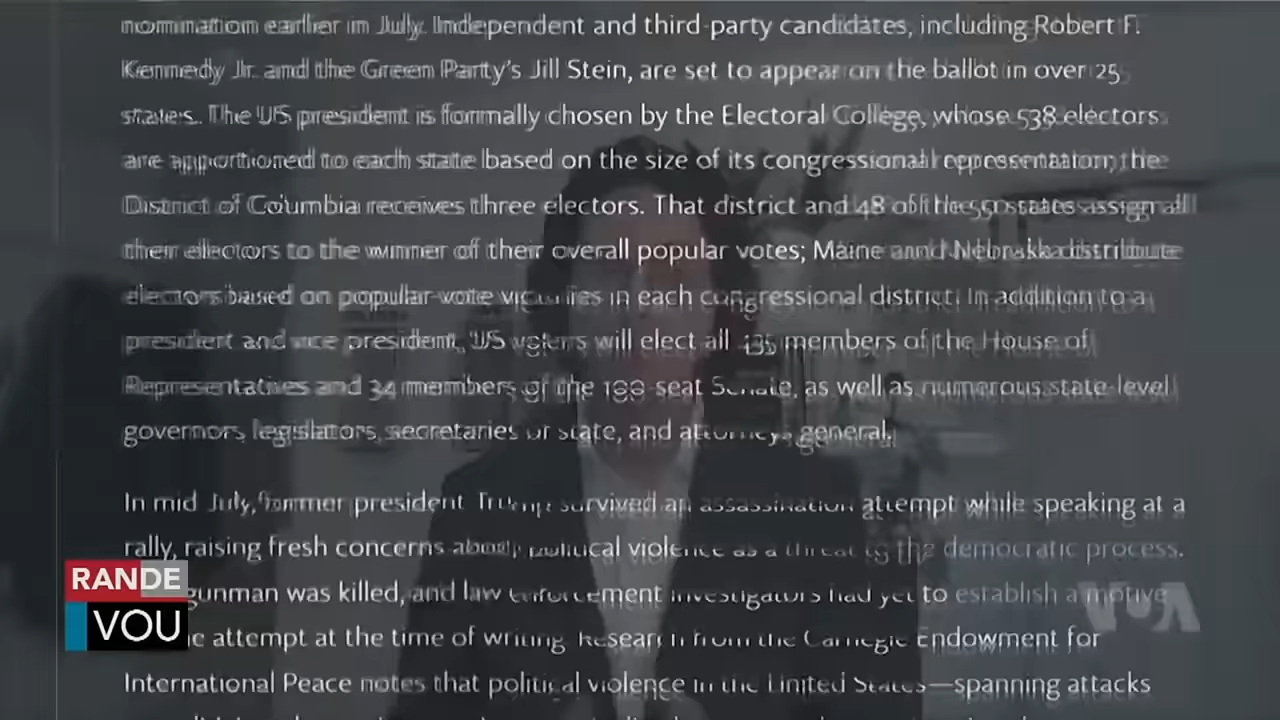 nomination earlier in July. Independent and third-party candidates, including Robert F.
Kennedy Jr. and the Green Party's Jill Stein, are set to appear on the ballot in over 25
states. The US president is formally chosen by the Electoral College, whose 538 electors
are apportioned to each state based on the size of its congressional representation; the
District of Columbia receives three electors. That district and 48 of the 50 states assign all
their electors to the winner of their overall popular votes; Maine and Nebraska distribute
electors based on popular-vote victories in each congressional district. In addition to a
president and vice president, US voters will elect all 435 members of the House of
Representatives and 34 members of the 100-seat Senate, as well as numerous state-level
governors, legislators, secretaries of state, and attorneys general.
In mid July, former president Trump survived an assassination attempt while speaking at a
rally, raising fresh concerns about political violence as a threat to the democratic process.
gunman was killed, and law enforcement investigators had yet to establish a motive
attempt at the time of writing. Research from the Carnegie Endowment for
International Peace notes that political violence in the United States—spanning attacks
RANDE
VOU
VOA